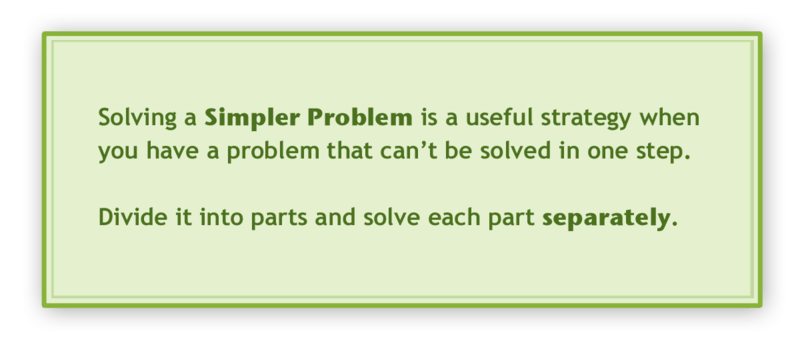 Solving a Simpler Problem is a useful strategy when
you have a problem that can’t be solved in one step.
Divide it into parts and solve each part separately.